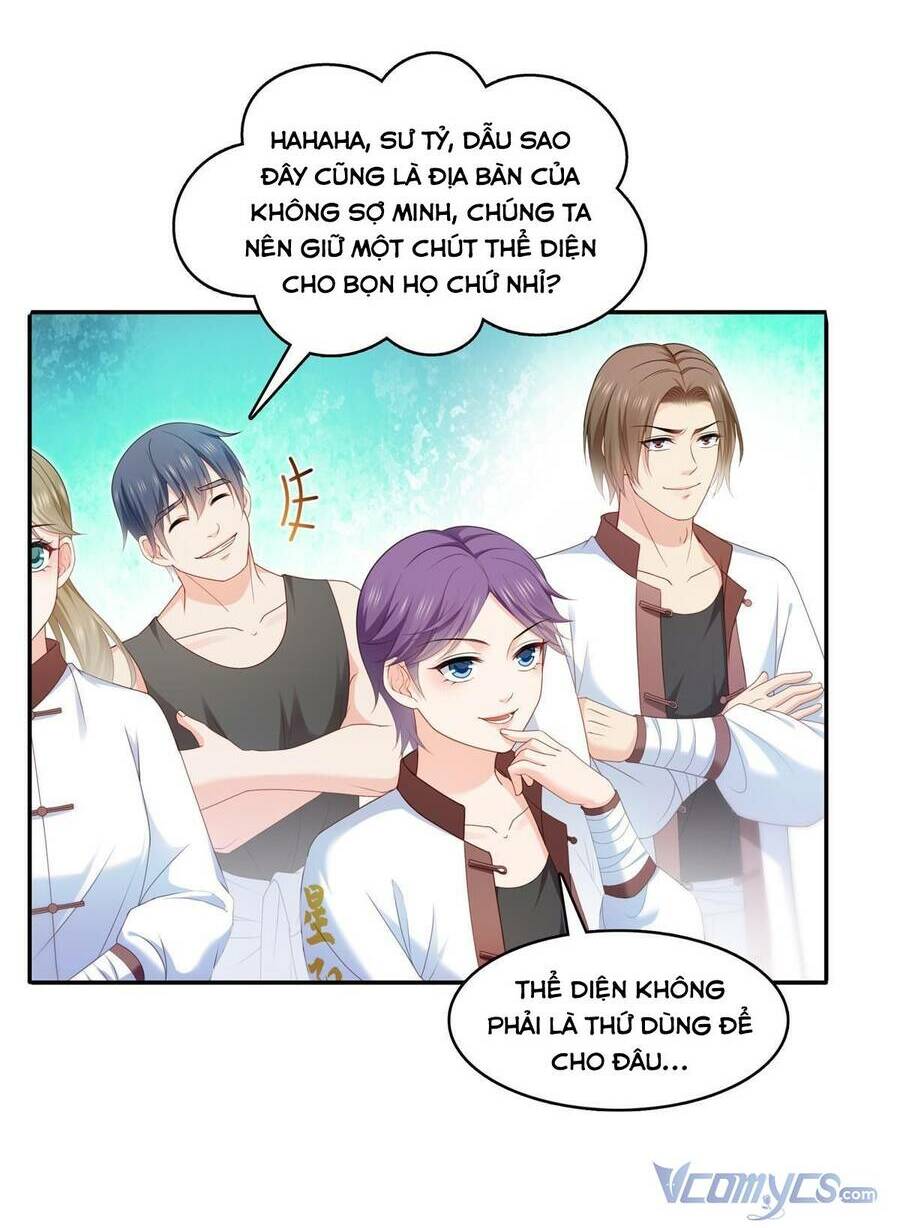 HAHAHA, SƯ TỶ, DẪU SAO
ĐÂY CŨNG LÀ ĐỊA BÀN CỦA
KHÔNG SỢ MINH, CHÚNG TA
NÊN GIỮ MỘT CHÚT THỂ DIỆN
CHO BỌN HỌ CHỨ NHỈ?
星
THỂ DIỆN KHÔNG
PHẢI LÀ THỨ DÙNG ĐỂ
CHO ĐÂU...
VCOMYCS.com